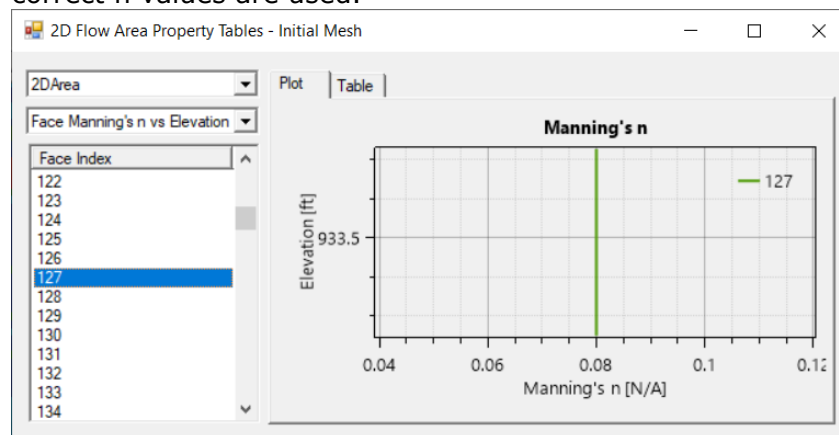 correct n values are used.
2D Flow Area Property Tables - Initial Mesh
2DArea
Face Manning's n vs Elevation
Face Index
122
123
124
125
126
127
128
129
130
131
132
133
134
Plot
Table
Manning's n
127
Elevation [ft]
933.5
0.04 0.06 0.08 0.1 0.12
Manning's n [N/A]